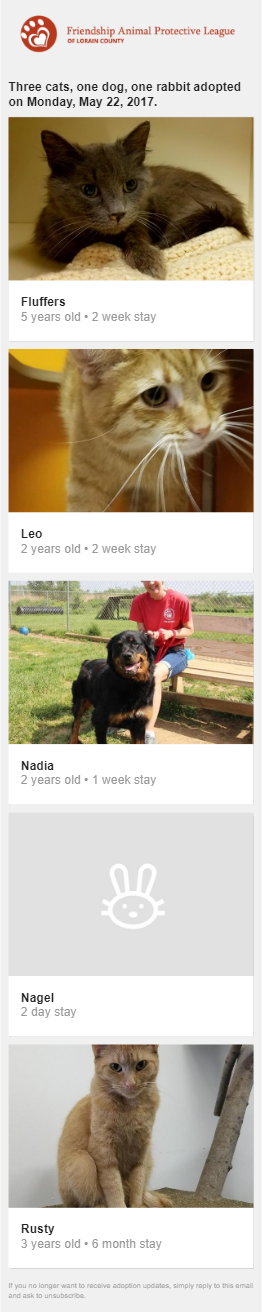 Friendship Animal Protective League
OF LORAIN COUNTY
Three cats, one dog, one rabbit adopted
on Monday, May 22, 2017.
Fluffers
5 years old • 2 week stay
Leo
2 years old • 2 week stay
Nadia
2 years old • 1 week stay
Nagel
2 day stay
Rusty
3 years old • 6 month stay
If you no longer want to receive adoption updates, simply reply to this email
and ask to unsubscribe.